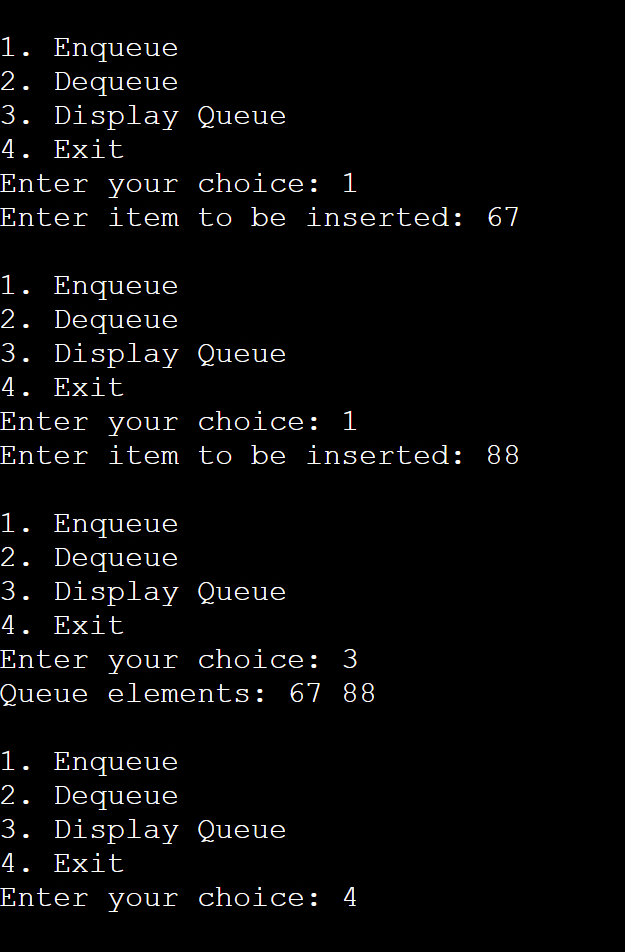 1. Enqueue
2. Dequeue
3. Display Queue
4. Exit
Enter your choice: 1
Enter item to be inserted: 67
1. Enqueue
2. Dequeue
3. Display Queue
4. Exit
Enter your choice: 1
Enter item to be inserted: 88
1. Enqueue
2. Dequeue
3. Display Queue
4. Exit
Enter your choice: 3
Queue elements: 67 88
1. Enqueue
2. Dequeue
3. Display Queue
4. Exit
Enter your choice: 4